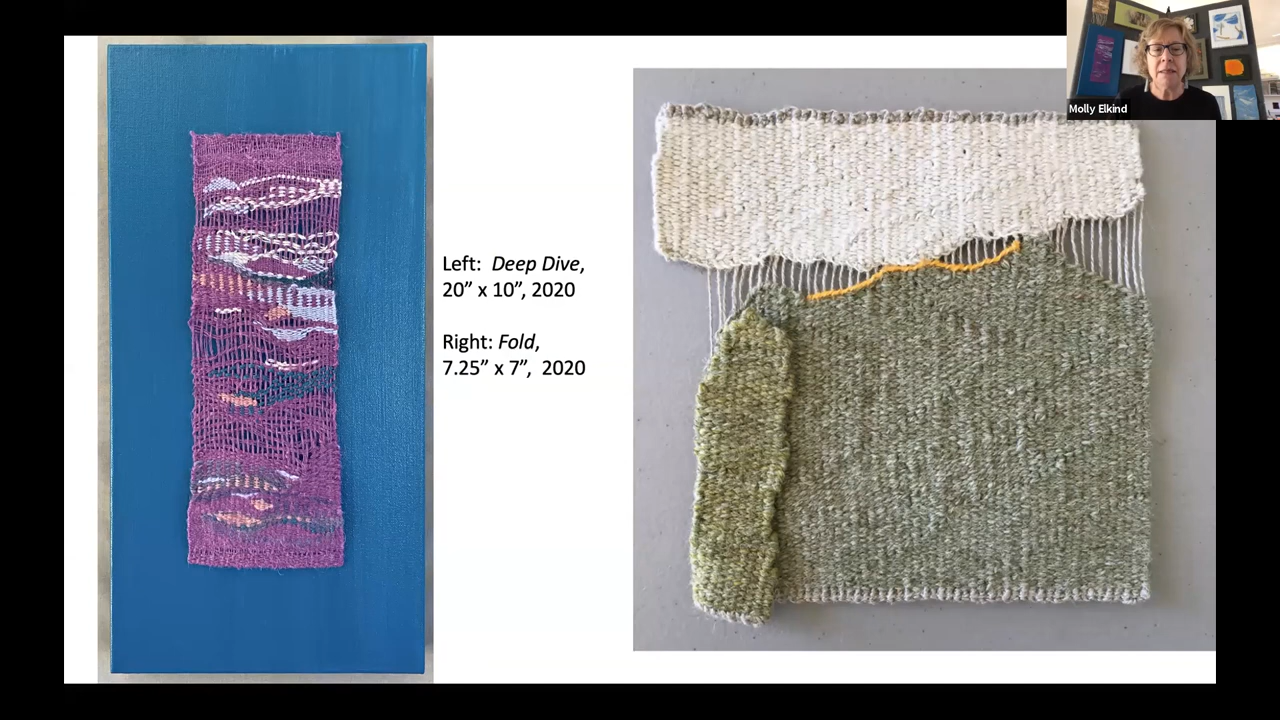 Molly Elkind
Left: Deep Dive,
20” x 10”, 2020
Right: Fold,
7.25” x 7”, 2020